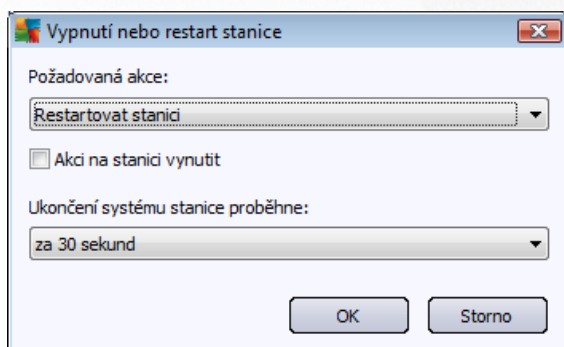 Vypnutí nebo restart stanice
Požadovaná akce:
Restartovat stanici
Akci na stanici vynutit
Ukončení systému stanice proběhne:
za 30 sekund
OK
Storno